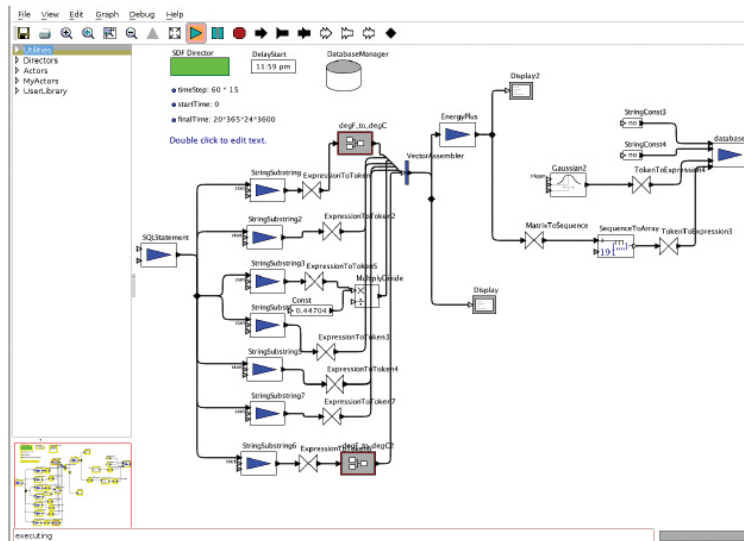 File View Edit Graph Debug Help
Utilities
Directors
Actors
MyActors
UserLibrary
SDF Director
DelayStart
11:59 pm
DatabaseManager
timeStep: 60 * 15
startTime: 0
finalTime: 20*365*24*3600
Double click to edit text.
degF_to_degC
Display2
EnergyPlus
StringConst3
no
StringConst4
no
database
VectorAssembler
Gaussian2
TokenToExpression4
StringSubstring
ExpressionToToken
StringSubstring2
ExpressionToToken2
SQLStatement
MatrixToSequence
SequenceToArray
191
TokenToExpression3
StringSubstring3
ExpressionToToken5
MultiplyDivide
Const
0.44704
Display
ExpressionToToken3
ExpressionToToken4
StringSubstring7
ExpressionToToken7
StringSubstring6
degF_to_degC2
executing